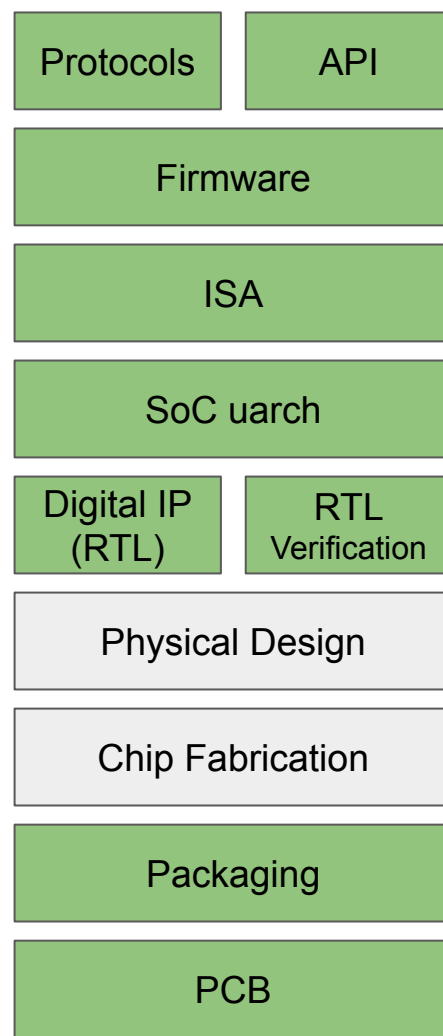 Protocols
API
Firmware
ISA
SoC uarch
Digital IP
(RTL)
RTL
Verification
Physical Design
Chip Fabrication
Packaging
PCB